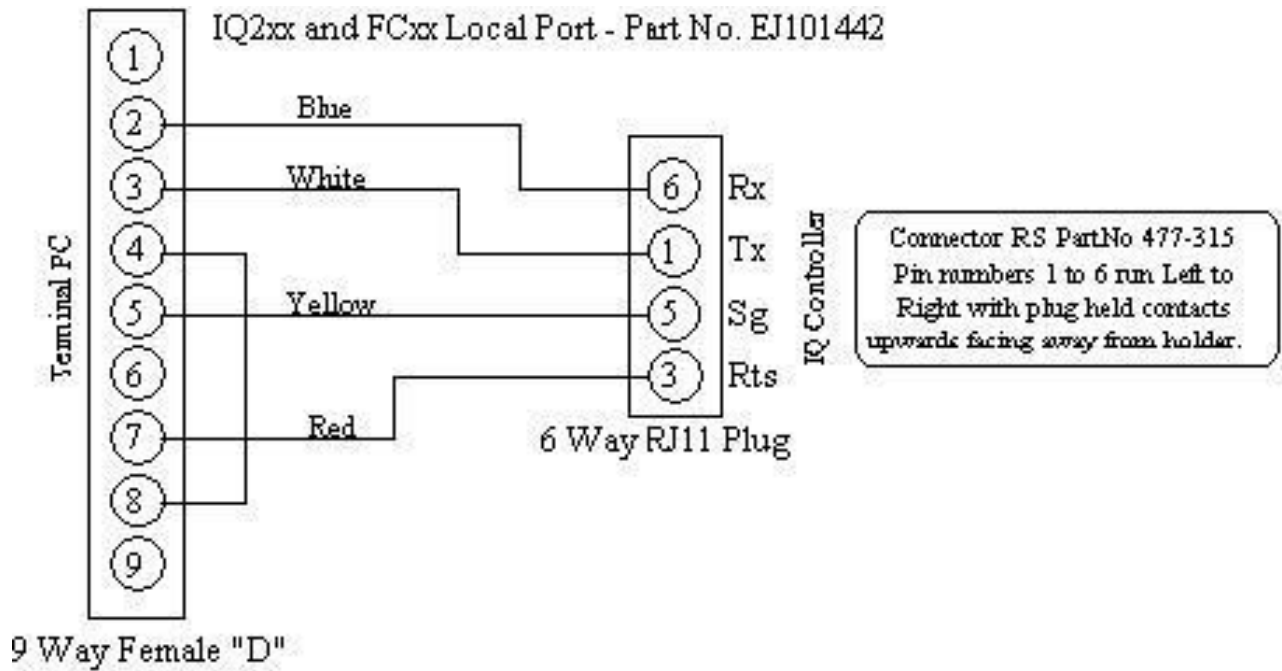 IQ2xx and FCxx Local Port - Part No. EJ101442
1
2
3
4
5
6
7
8
9
Blue
White
Yellow
Red
Terminal PC
9 Way Female "D"
6 Rx
1 Tx
5 Sg
3 Rts
6 Way RJ11 Plug
IQ Controller
Connector RS PartNo 477-315
Pin numbers 1 to 6 run Left to
Right with plug held contacts
upwards facing away from holder.